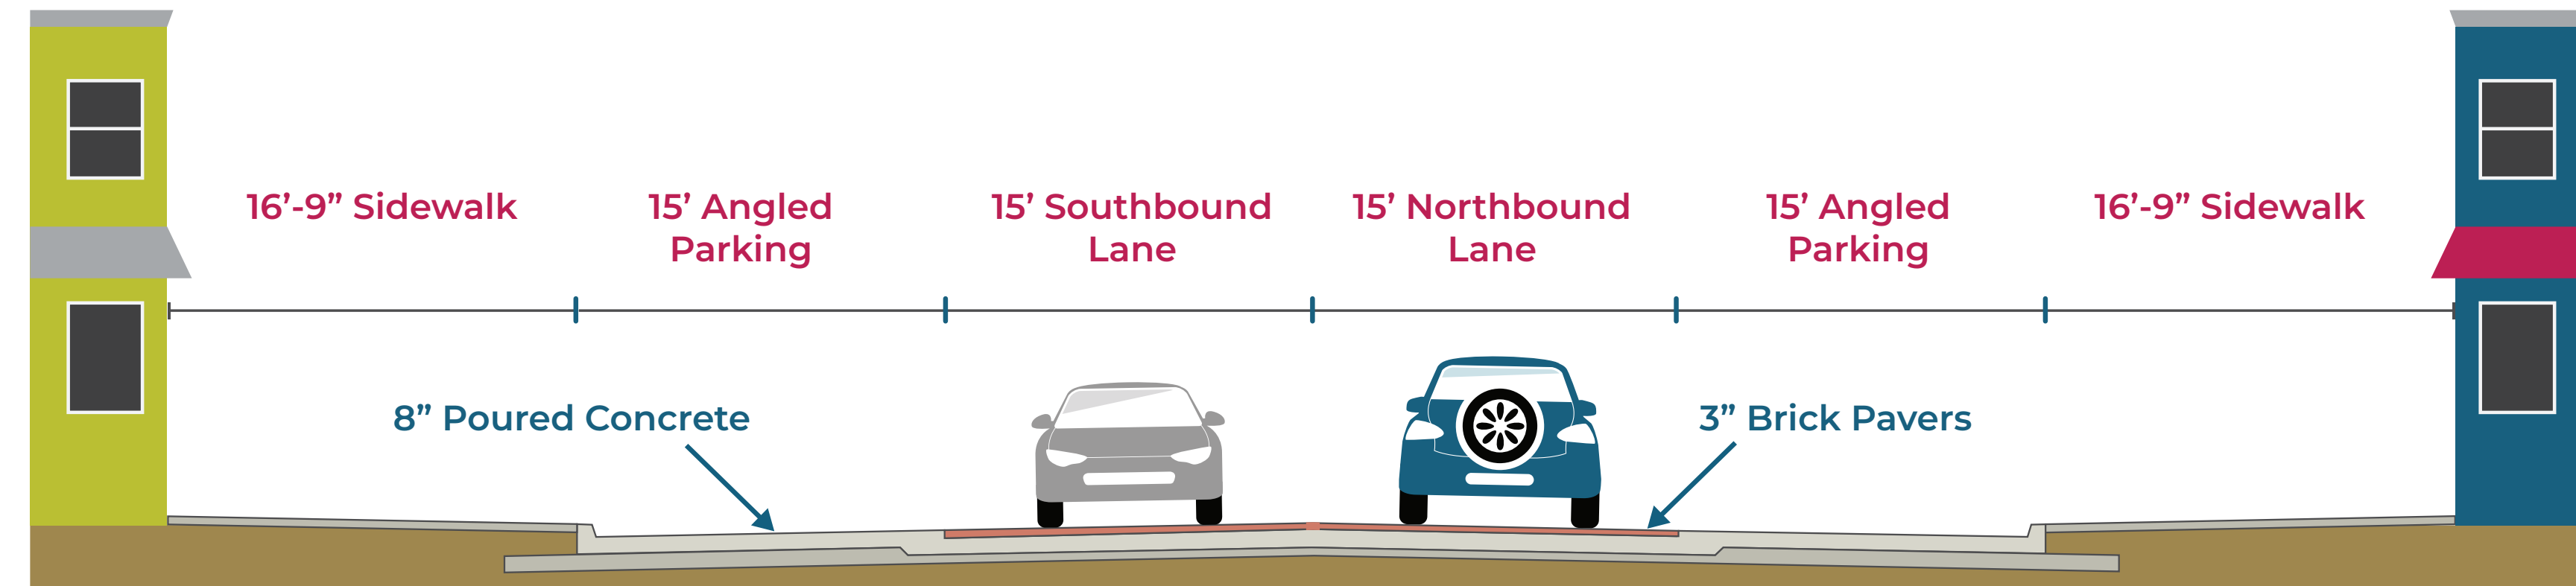 16’-9” Sidewalk
15’ Angled
Parking
15’ Southbound
Lane
15’ Northbound
Lane
15’ Angled
Parking
16’-9” Sidewalk
8” Poured Concrete
3” Brick Pavers